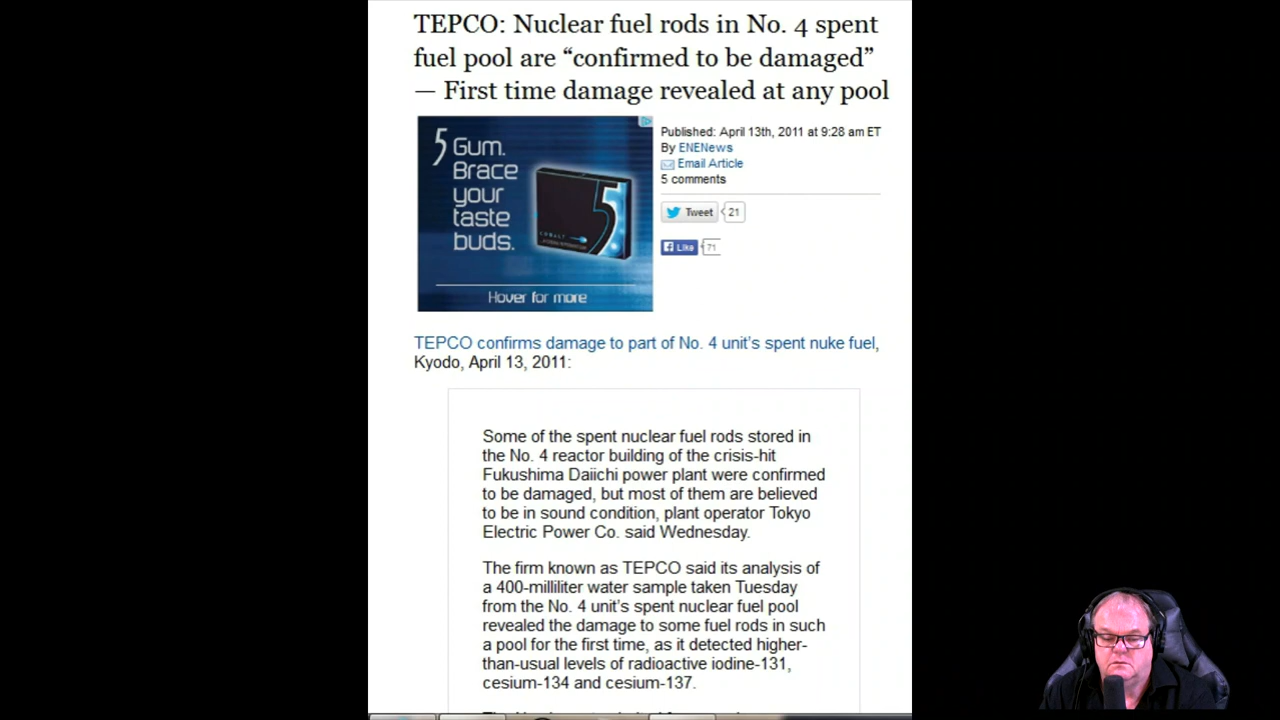 TEPCO: Nuclear fuel rods in No. 4 spent
fuel pool are “confirmed to be damaged”
— First time damage revealed at any pool
5 Gum.
Brace
your
taste
buds.
5
COBALT
Hover for more
Published: April 13th, 2011 at 9:28 am ET
By ENENews
Email Article
5 comments
Tweet 21
Like 71
TEPCO confirms damage to part of No. 4 unit’s spent nuke fuel,
Kyodo, April 13, 2011:
Some of the spent nuclear fuel rods stored in
the No. 4 reactor building of the crisis-hit
Fukushima Daiichi power plant were confirmed
to be damaged, but most of them are believed
to be in sound condition, plant operator Tokyo
Electric Power Co. said Wednesday.
The firm known as TEPCO said its analysis of
a 400-milliliter water sample taken Tuesday
from the No. 4 unit’s spent nuclear fuel pool
revealed the damage to some fuel rods in such
a pool for the first time, as it detected higher-
than-usual levels of radioactive iodine-131,
cesium-134 and cesium-137.